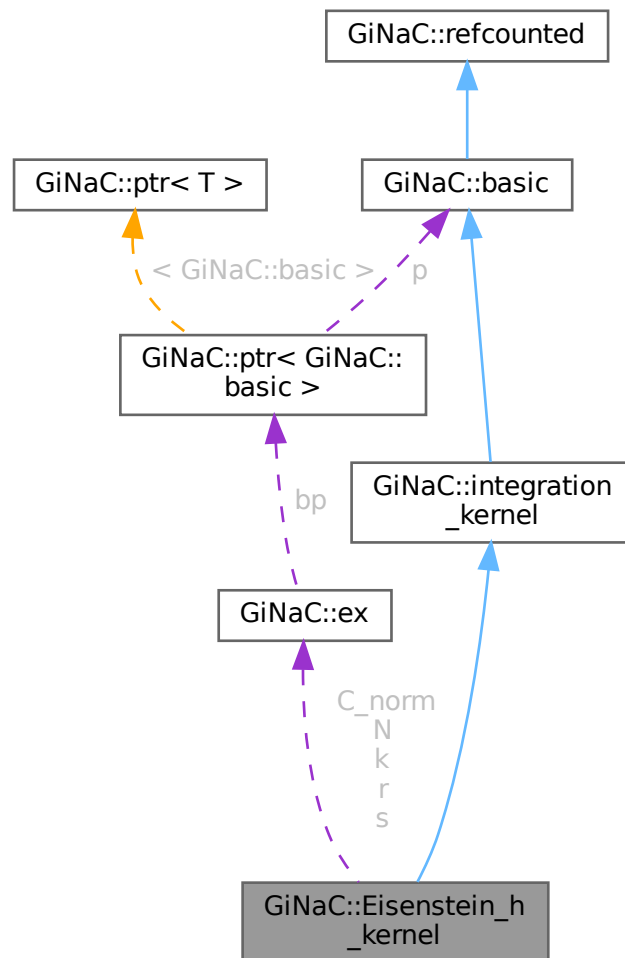 GiNaC::refcounted
GiNaC::ptr< T >
GiNaC::basic
< GiNaC::basic >
p
GiNaC::ptr< GiNaC::
basic >
GiNaC::integration
_kernel
bp
GiNaC::ex
C_norm
N
k
r
s
GiNaC::Eisenstein_h
_kernel